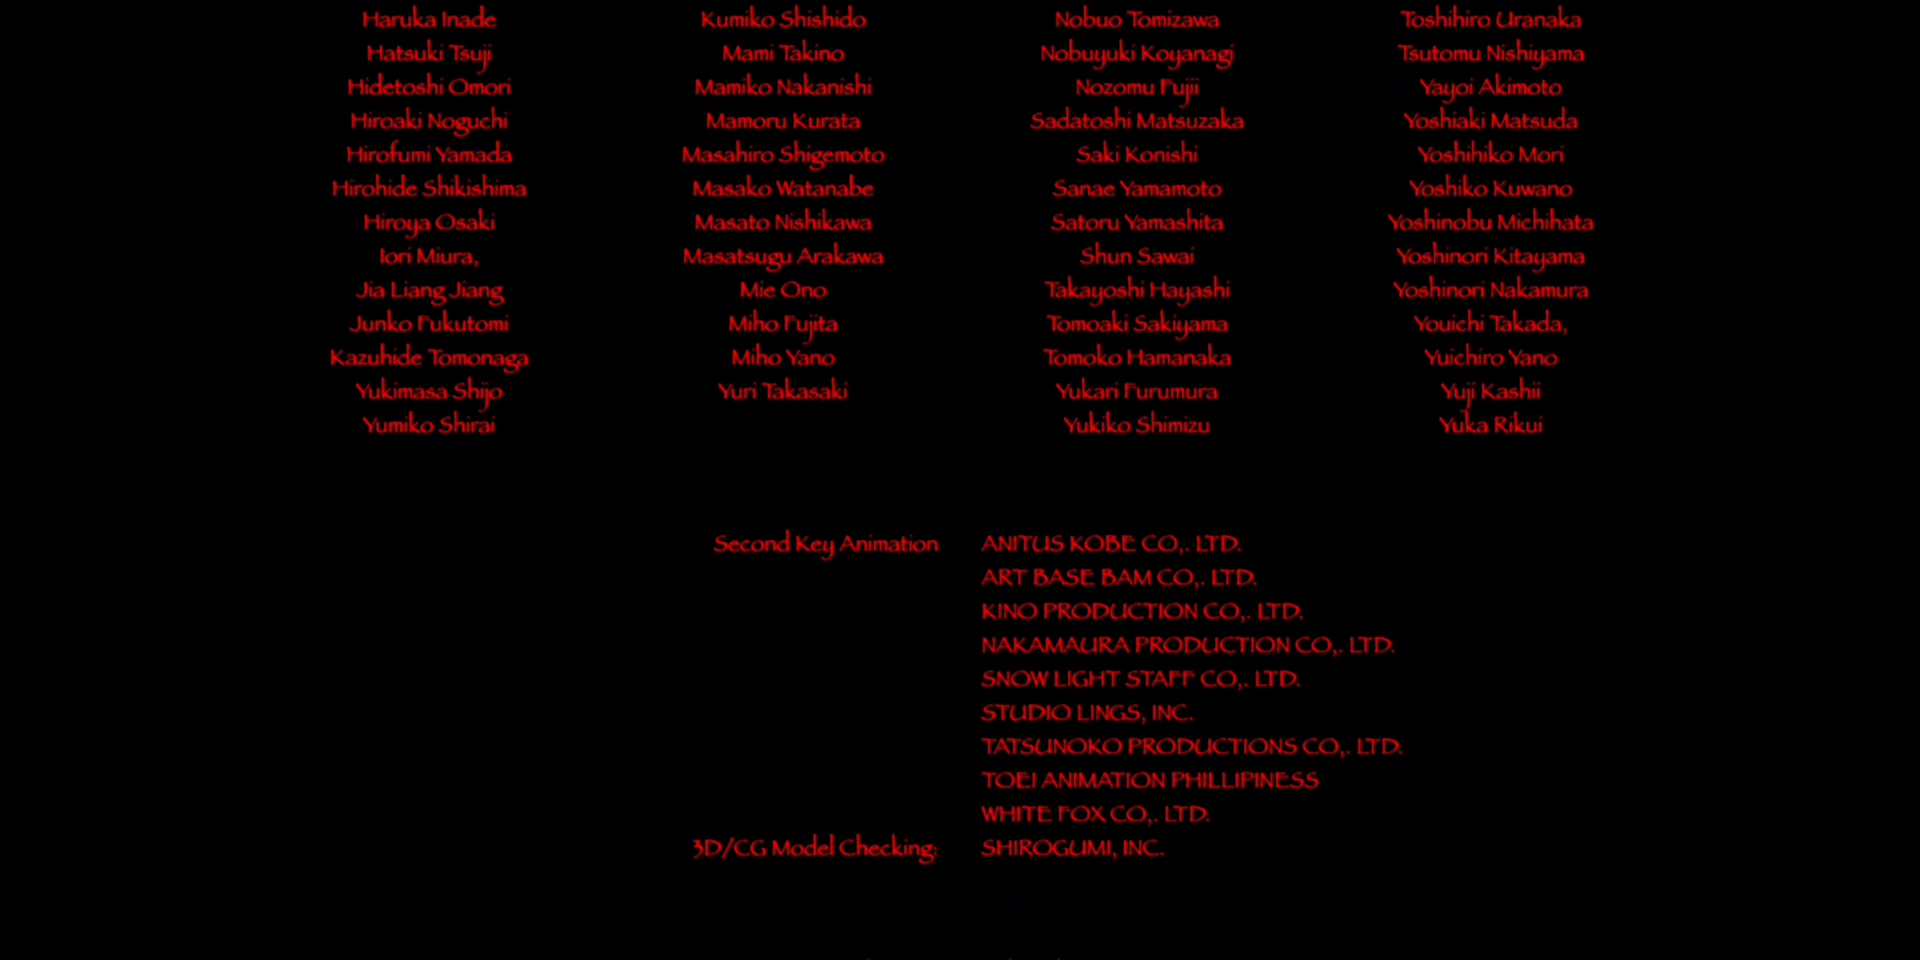 Haruka Inade Kumiko Shishido Nobuo Tomizawa Toshihiro Uranaka
Hatsuki Tsuji Mami Takino Nobuyuki Koyanagi Tsutomu Nishiyama
Hidetoshi Omori Mamiko Nakanishi Nozomu Fujii Yayoi Akimoto
Hiroaki Noguchi Mamoru Kurata Sadatoshi Matsuzaka Yoshiaki Matsuda
Hirofumi Yamada Masahiro Shigemoto Saki Konishi Yoshihiko Mori
Hirohide Shikishima Masako Watanabe Sanae Yamamoto Yoshiko Kuwano
Hiroya Osaki Masato Nishikawa Satoru Yamashita Yoshinobu Michihata
Iori Miura, Masatsugu Arakawa Shun Sawai Yoshinori Kitayama
Jia Liang Jiang Mie Ono Takayoshi Hayashi Yoshinori Nakamura
Junko Fukutomi Miho Fujita Tomoaki Sakiyama Youichi Takada,
Kazuhide Tomonaga Miho Yano Tomoko Hamanaka Yuichiro Yano
Yukimasa Shijo Yuri Takasaki Yukari Furumura Yuji Kashii
Yumiko Shirai Yukiko Shimizu Yuka Rikui
Second Key Animation ANITUS KOBE CO,. LTD.
ART BASE BAM CO,. LTD.
KINO PRODUCTION CO,. LTD.
NAKAMAURA PRODUCTION CO,. LTD.
SNOW LIGHT STAFF CO,. LTD.
STUDIO LINGS, INC.
TATSUNOKO PRODUCTIONS CO,. LTD.
TOEI ANIMATION PHILLIPINESS
WHITE FOX CO,. LTD.
3D/CG Model Checking: SHIROGUMI, INC.